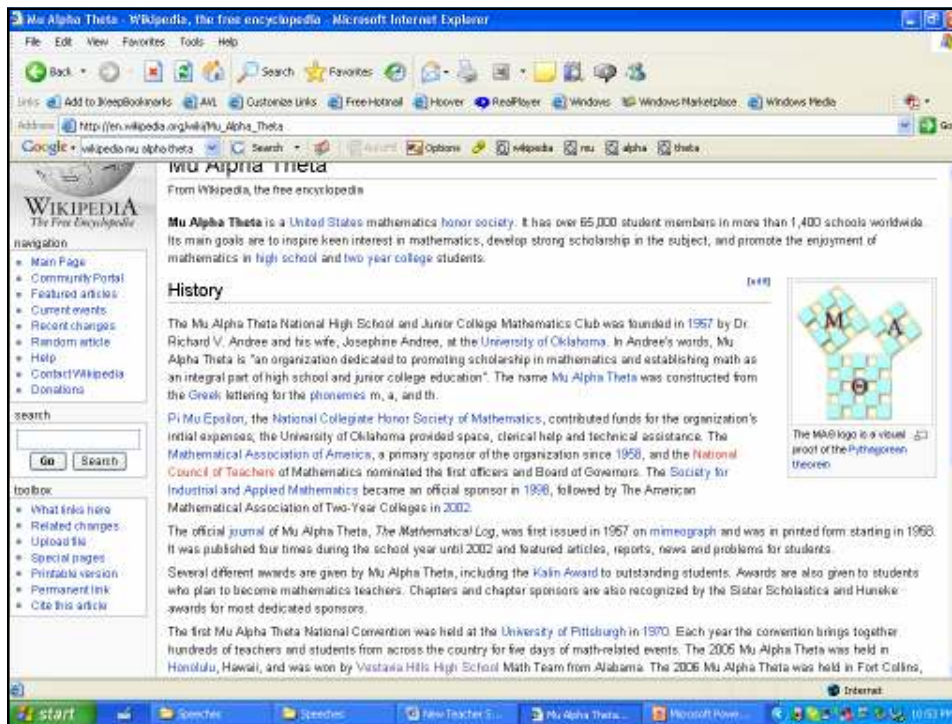 Mu Alpha Theta - Wikipedia, the free encyclopedia - Microsoft Internet Explorer
File Edit View Favorites Tools Help
Back Search Favorites
Links Add to JKeepBookmarks AVL Customize Links Free Hotmail Hoover RealPlayer Windows Windows Marketplace Windows Media
Address http://en.wikipedia.org/wiki/Mu_Alpha_Theta Go
Google wikipedia mu alpha theta Search Options wikipedia mu alpha theta
WIKIPEDIA
The Free Encyclopedia
navigation
Main Page
Community Portal
Featured articles
Current events
Recent changes
Random article
Help
Contact Wikipedia
Donations
search
Go Search
toolbox
What links here
Related changes
Upload file
Special pages
Printable version
Permanent link
Cite this article
Mu Alpha Theta
From Wikipedia, the free encyclopedia
Mu Alpha Theta is a United States mathematics honor society. It has over 65,000 student members in more than 1,400 schools worldwide.
Its main goals are to inspire keen interest in mathematics, develop strong scholarship in the subject, and promote the enjoyment of
mathematics in high school and two year college students.
History
[edit]
The Mu Alpha Theta National High School and Junior College Mathematics Club was founded in 1957 by Dr.
Richard V. Andree and his wife, Josephine Andree, at the University of Oklahoma. In Andree's words, Mu
Alpha Theta is "an organization dedicated to promoting scholarship in mathematics and establishing math as
an integral part of high school and junior college education". The name Mu Alpha Theta was constructed from
the Greek lettering for the phonemes m, a, and th.
Pi Mu Epsilon, the National Collegiate Honor Society of Mathematics, contributed funds for the organization's
initial expenses; the University of Oklahoma provided space, clerical help and technical assistance. The
Mathematical Association of America, a primary sponsor of the organization since 1958, and the National
Council of Teachers of Mathematics nominated the first officers and Board of Governors. The Society for
Industrial and Applied Mathematics became an official sponsor in 1998, followed by The American
Mathematical Association of Two-Year Colleges in 2002.
M A
Θ
The MAΘ logo is a visual
proof of the Pythagorean
theorem
The official journal of Mu Alpha Theta, The Mathematical Log, was first issued in 1957 on mimeograph and was in printed form starting in 1958.
It was published four times during the school year until 2002 and featured articles, reports, news and problems for students.
Several different awards are given by Mu Alpha Theta, including the Kalin Award to outstanding students. Awards are also given to students
who plan to become mathematics teachers. Chapters and chapter sponsors are also recognized by the Sister Scholastica and Huneke
awards for most dedicated sponsors.
The first Mu Alpha Theta National Convention was held at the University of Pittsburgh in 1970. Each year the convention brings together
hundreds of teachers and students from across the country for five days of math-related events. The 2005 Mu Alpha Theta was held in
Honolulu, Hawaii, and was won by Vestavia Hills High School Math Team from Alabama. The 2006 Mu Alpha Theta was held in Fort Collins,
Internet
start Speeches Speeches New Teacher S... Mu Alpha Theta... Microsoft Powe... 10:53 PM